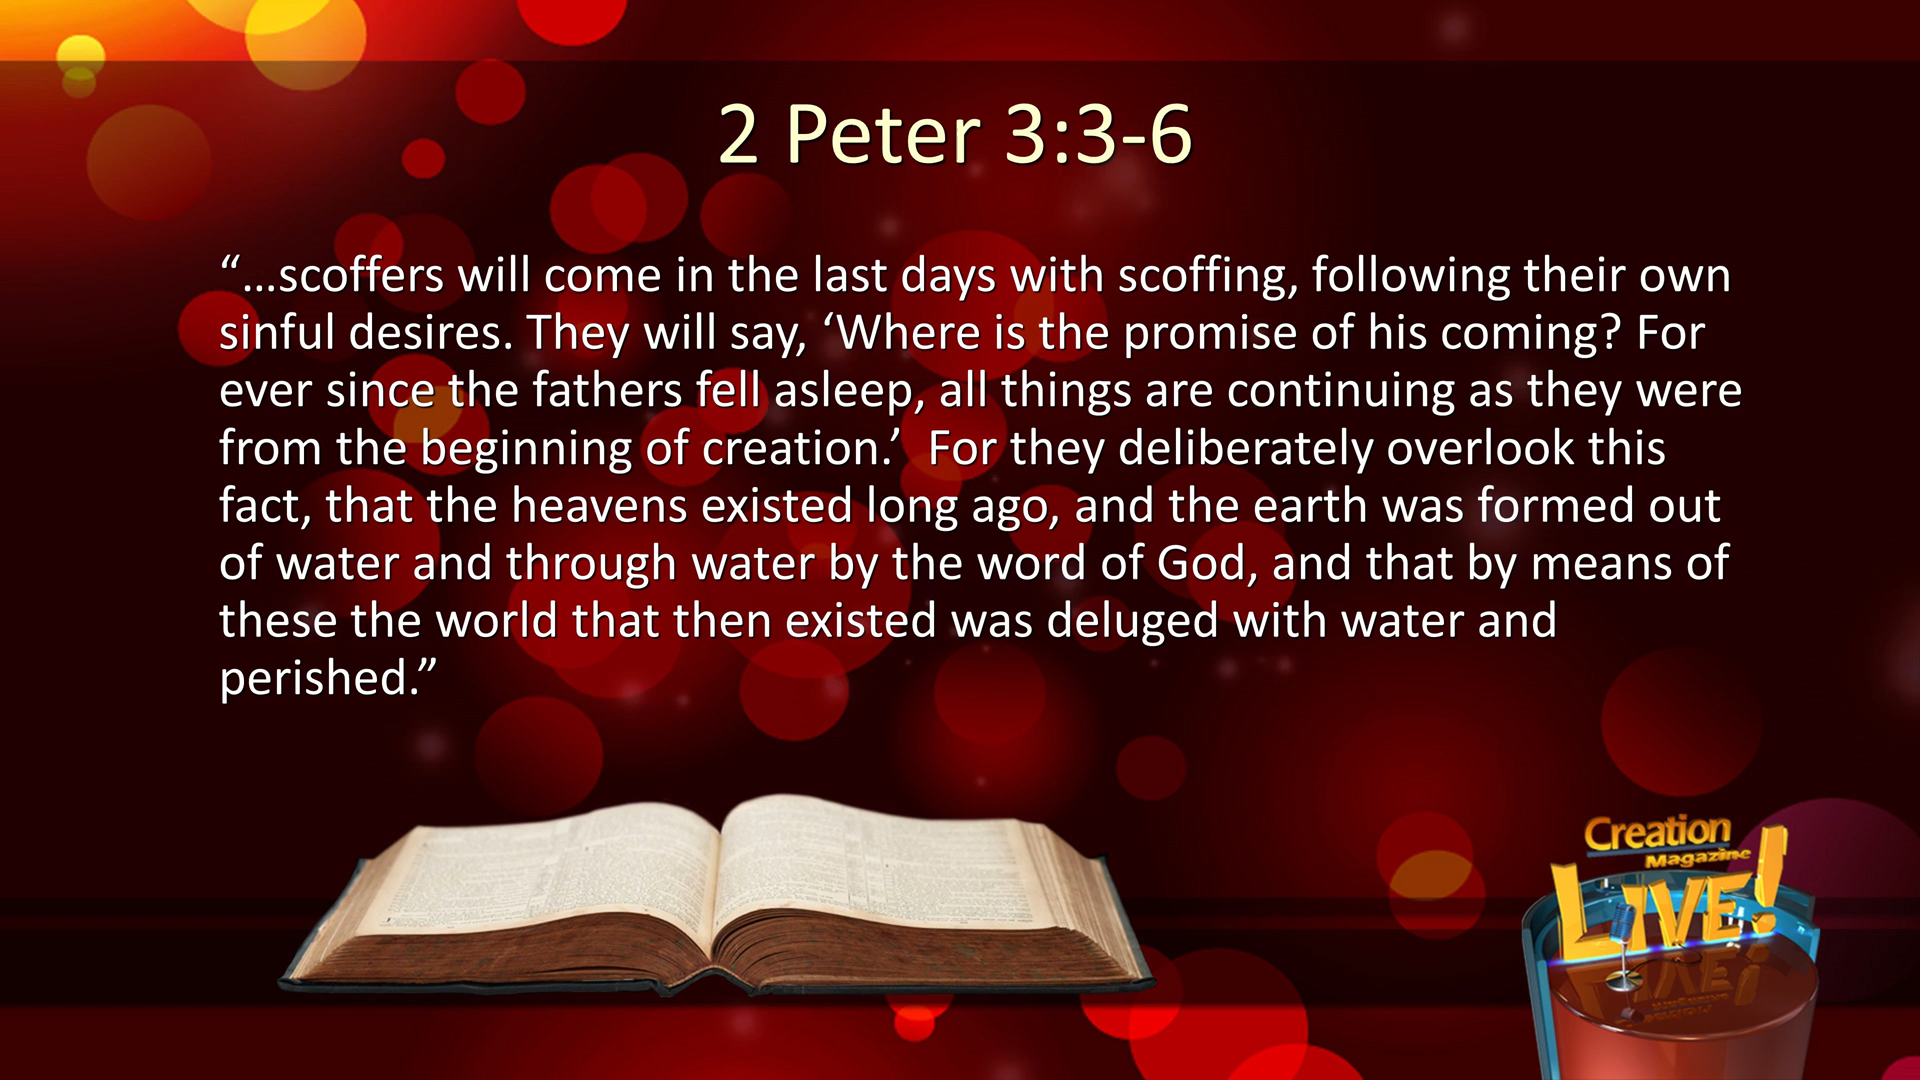 2 Peter 3:3-6
“…scoffers will come in the last days with scoffing, following their own
sinful desires. They will say, ‘Where is the promise of his coming? For
ever since the fathers fell asleep, all things are continuing as they were
from the beginning of creation.’  For they deliberately overlook this
fact, that the heavens existed long ago, and the earth was formed out
of water and through water by the word of God, and that by means of
these the world that then existed was deluged with water and
perished.”
Creation
Magazine
LIVE!